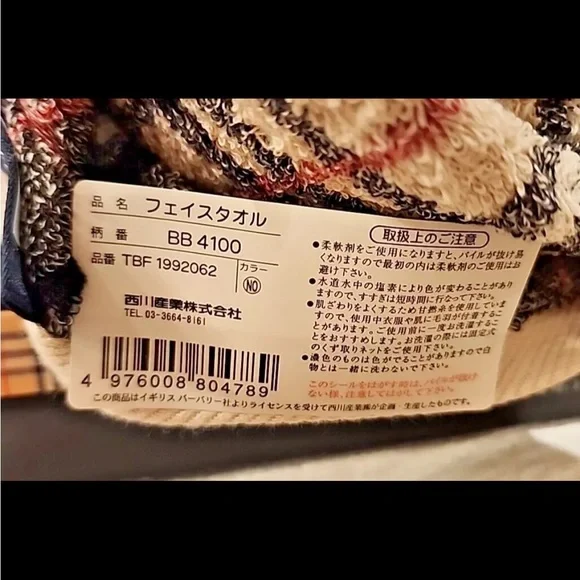 品 名 フェイスタオル
柄 番 BB 4100
品番 TBF 1992062 カラー NO
西川産業株式会社
TEL. 03-3664-8161
4 976008 804789
取扱上のご注意
●柔軟剤をご使用になりますと、パイルが抜け易
くなりますので最初の内は柔軟剤のご使用はお
避け下さい。
●水道水中の塩素により色が変わることがあり
ますので、すすぎは短時間に行なって下さい。
●肌ざわりをよくするため甘撚糸を使用しています
ので、使用中衣服や肌に毛羽が付着する
ことがあります。ご使用前に一度お洗濯するこ
とをおすすめします。お洗濯の際には固定式
のくず取りネットをご使用下さい。
●濃色のものは色がでることがありますので白
物とは一緒に洗わないで下さい。
このシールをはがす時は、パイルが抜け
ない様、注意してはがして下さい。
この商品はイギリス バーバリー社よりライセンスを受けて西川産業㈱が企画・生産したものです。